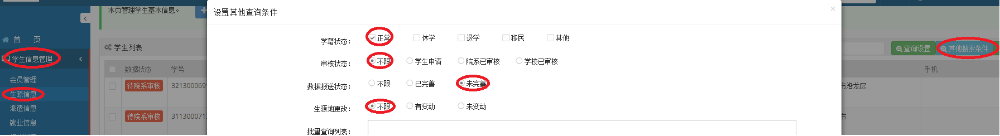 本页管理学生基本信息。
设置其他查询条件
×
首 页
学生信息管理
会员管理
生源信息
派遣信息
就业信息
学生列表
查询设置
其他搜索条件
数据状态 学号 手机
待院系审核 321300069 市洛龙区
待院系审核 31130071 市
学籍状态: 正常 休学 退学 移民 其他
审核状态: 不限 学生申请 院系已审核 学校已审核
数据报送状态: 不限 已完善 未完善
生源地更改: 不限 有变动 未变动
批量查询列表: